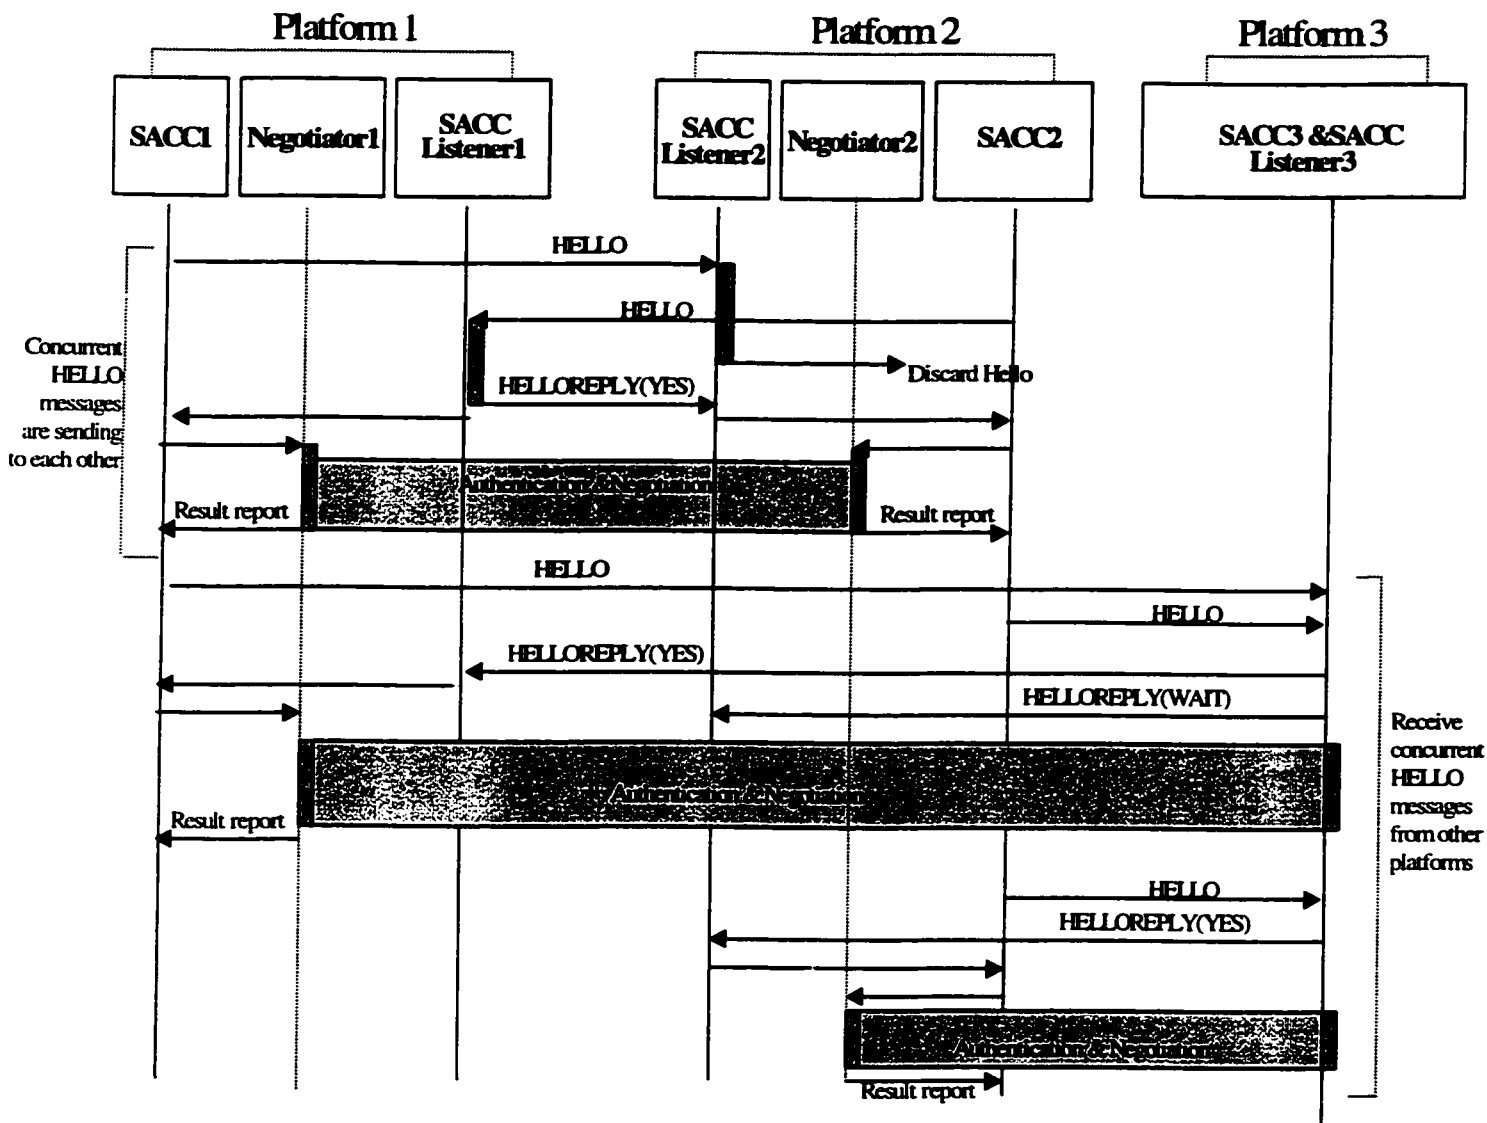 Platform 1
Platform 2
Platform 3
SACC1
Negotiator1
SACC
Listener1
SACC
Listener2
Negotiator2
SACC2
SACC3 &SACC
Listener3
HELLO
HELLO
Discard Hello
HELLOREPLY(YES)
Concurrent
HELLO
messages
are sending
to each other
Authentication &Negotiation
Result report
Result report
HELLO
HELLO
HELLOREPLY(YES)
HELLOREPLY(WAIT)
Receive
concurrent
HELLO
messages
from other
platforms
Authentication &Negotiation
Result report
HELLO
HELLOREPLY(YES)
Authentication &Negotiation
Result report